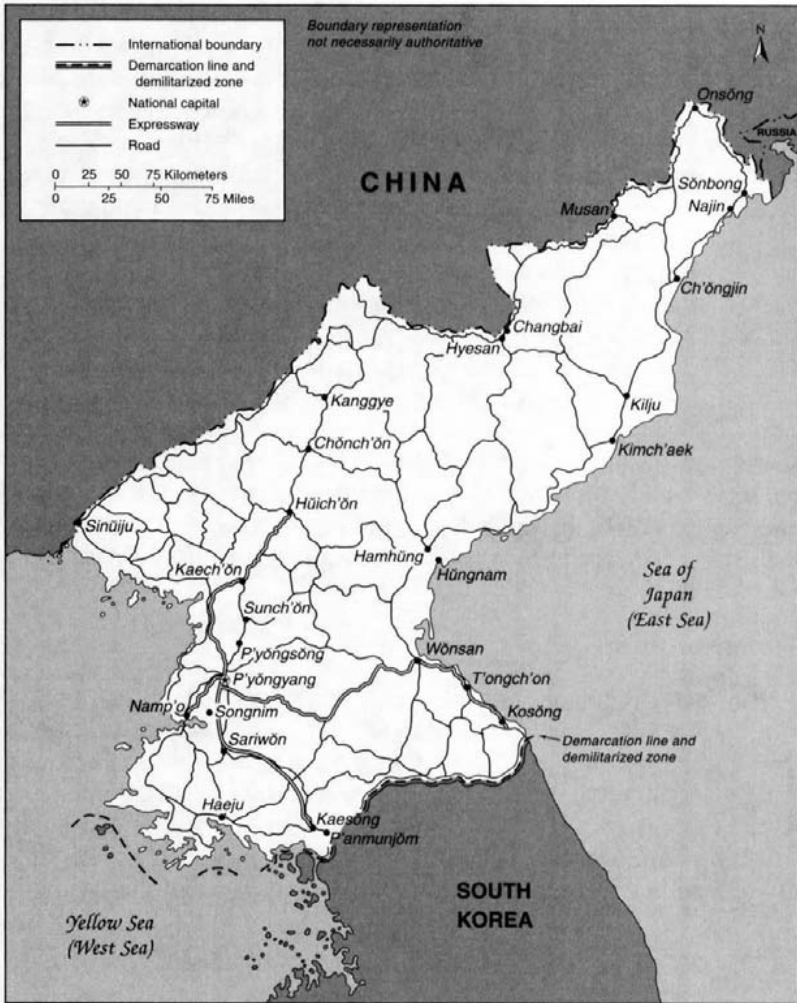 International boundary
Demarcation line and
demilitarized zone
National capital
Expressway
Road
0 25 50 75 Kilometers
0 25 50 75 Miles
Boundary representation
not necessarily authoritative
N
Onsŏng
RUSSIA
CHINA
Sŏnbong
Musan
Najin
Ch'ŏngjin
Changbai
Hyesan
Kanggye
Kilju
Chŏnch'ŏn
Kimch'aek
Hŭich'ŏn
Sinŭiju
Hamhŭng
Kaech'ŏn
Hŭngnam
Sea of
Japan
(East Sea)
Sunch'ŏn
P'yŏngsŏng
Wŏnsan
P'yŏngyang
T'ongch'on
Namp'o
Songnim
Kosŏng
Sariwŏn
Demarcation line and
demilitarized zone
Haeju
Kaesŏng
P'anmunjŏm
SOUTH
KOREA
Yellow Sea
(West Sea)